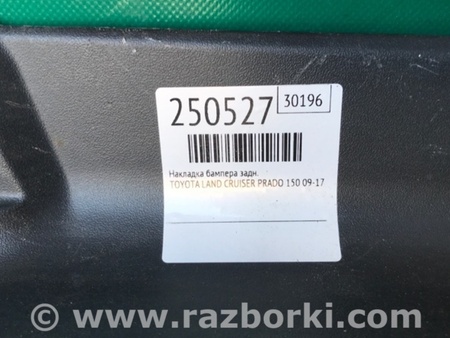 250527
30196
Накладка бампера задн.
TOYOTA LAND CRUISER PRADO 150 09-17
© www.razborki.com